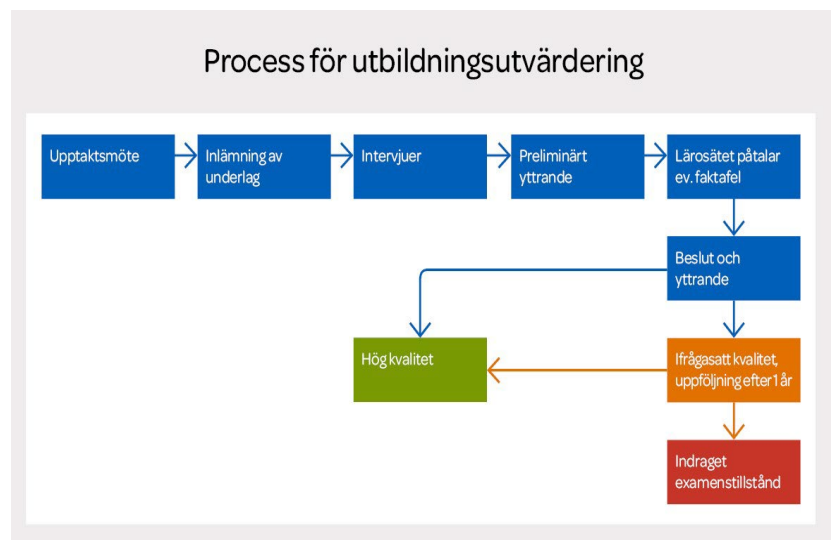 Process för utbildningsutvärdering
Upptaktsmöte
Inlämning av
underlag
Intervjuer
Preliminärt
yttrande
Lärosätet påtalar
ev. faktafel
Beslut och
yttrande
Hög kvalitet
Ifrågasatt kvalitet,
uppföljning efter 1 år
Indraget
examenstillstånd